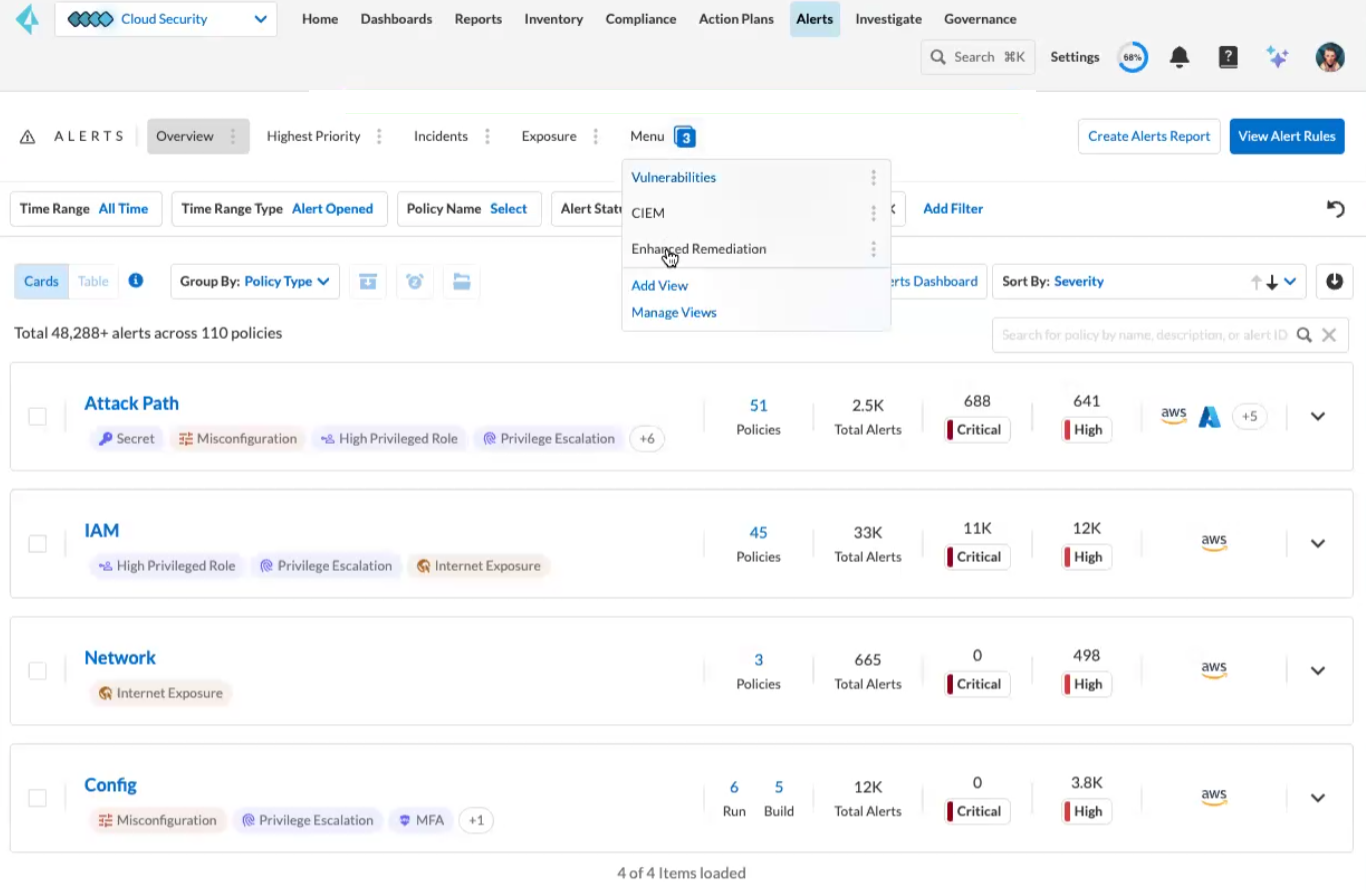 Cloud Security
Home Dashboards Reports Inventory Compliance Action Plans Alerts Investigate Governance
Search ⌘K Settings 68% ?
ALERTS Overview Highest Priority Incidents Exposure Menu 3 Create Alerts Report View Alert Rules
Vulnerabilities
CIEM
Enhanced Remediation
Add View
Manage Views
Time Range All Time Time Range Type Alert Opened Policy Name Select Alert Add Filter
Cards Table Group By: Policy Type Dashboard Sort By: Severity
Total 48,288+ alerts across 110 policies Search for policy by name, description, or alert ID
Attack Path
Secret Misconfiguration High Privileged Role Privilege Escalation +6
51 Policies 2.5K Total Alerts 688 Critical 641 High aws +5
IAM
High Privileged Role Privilege Escalation Internet Exposure
45 Policies 33K Total Alerts 11K Critical 12K High aws
Network
Internet Exposure
3 Policies 665 Total Alerts 0 Critical 498 High aws
Config
Misconfiguration Privilege Escalation MFA +1
6 Run 5 Build 12K Total Alerts 0 Critical 3.8K High aws
4 of 4 Items loaded